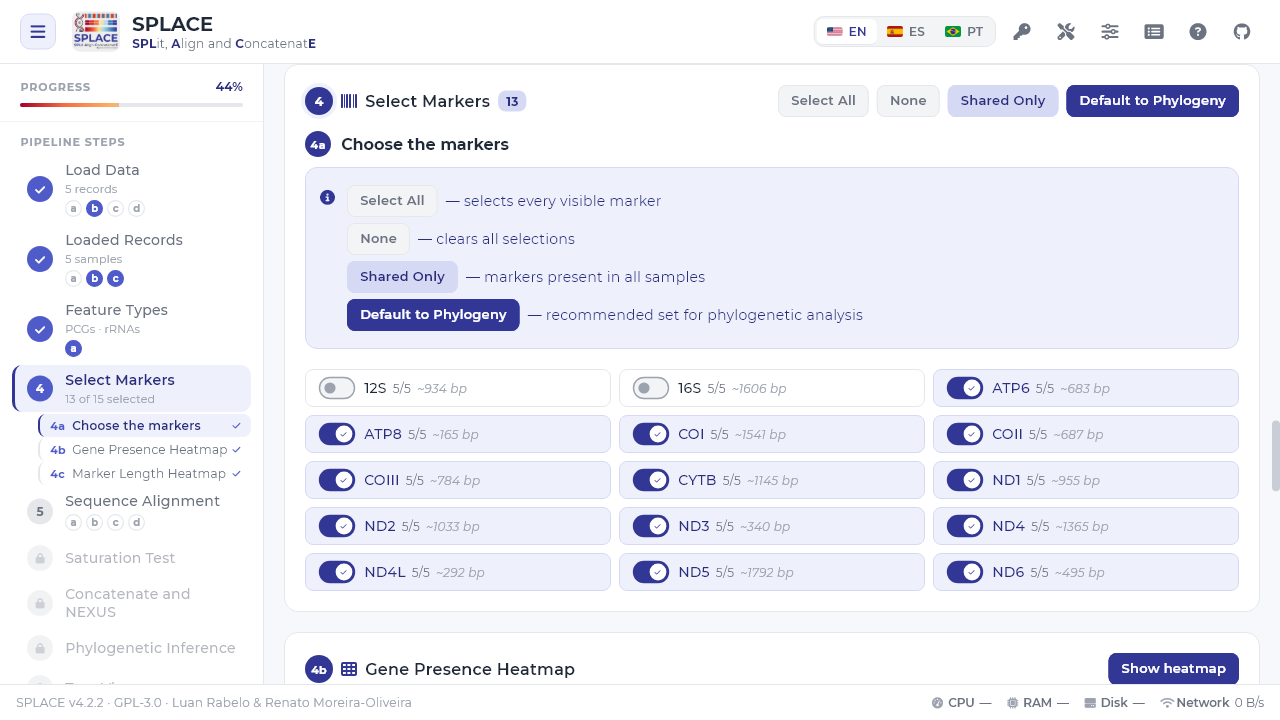 SPLACE
SPLit, Align and ConcatenatE
EN
ES
PT
PROGRESS
44%
PIPELINE STEPS
Load Data
5 records
a b c d
Loaded Records
5 samples
a b c
Feature Types
PCGs · rRNAs
a
4
Select Markers
13 of 15 selected
4a Choose the markers
4b Gene Presence Heatmap
4c Marker Length Heatmap
5
Sequence Alignment
a b c d
Saturation Test
Concatenate and
NEXUS
Phylogenetic Inference
4 Select Markers 13
Select All
None
Shared Only
Default to Phylogeny
4a Choose the markers
Select All — selects every visible marker
None — clears all selections
Shared Only — markers present in all samples
Default to Phylogeny — recommended set for phylogenetic analysis
12S 5/5 ~934 bp
16S 5/5 ~1606 bp
ATP6 5/5 ~683 bp
ATP8 5/5 ~165 bp
COI 5/5 ~1541 bp
COII 5/5 ~687 bp
COIII 5/5 ~784 bp
CYTB 5/5 ~1145 bp
ND1 5/5 ~955 bp
ND2 5/5 ~1033 bp
ND3 5/5 ~340 bp
ND4 5/5 ~1365 bp
ND4L 5/5 ~292 bp
ND5 5/5 ~1792 bp
ND6 5/5 ~495 bp
4b Gene Presence Heatmap
Show heatmap
SPLACE v4.2.2 · GPL-3.0 · Luan Rabelo & Renato Moreira-Oliveira
CPU —
RAM —
Disk —
Network 0 B/s